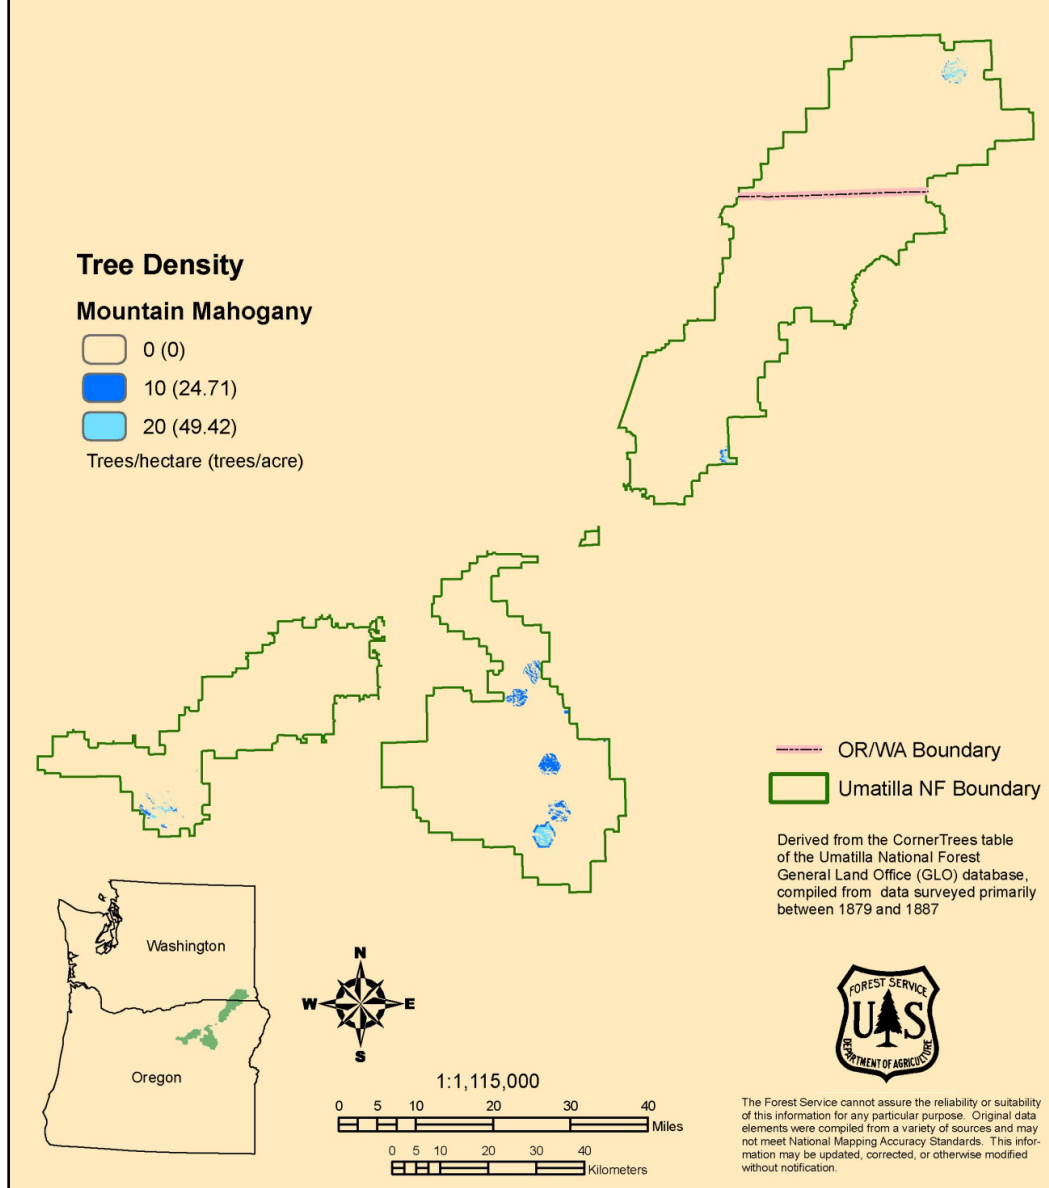 Tree Density
Mountain Mahogany
0 (0)
10 (24.71)
20 (49.42)
Trees/hectare (trees/acre)
OR/WA Boundary
Umatilla NF Boundary
Derived from the CornerTrees table
of the Umatilla National Forest
General Land Office (GLO) database,
compiled from data surveyed primarily
between 1879 and 1887
Washington
Oregon
N
W
E
S
1:1,115,000
0 5 10 20 30 40
Miles
0 5 10 20 30 40
Kilometers
FOREST SERVICE
U S
DEPARTMENT OF AGRICULTURE
The Forest Service cannot assure the reliability or suitability
of this information for any particular purpose. Original data
elements were compiled from a variety of sources and may
not meet National Mapping Accuracy Standards. This infor-
mation may be updated, corrected, or otherwise modified
without notification.